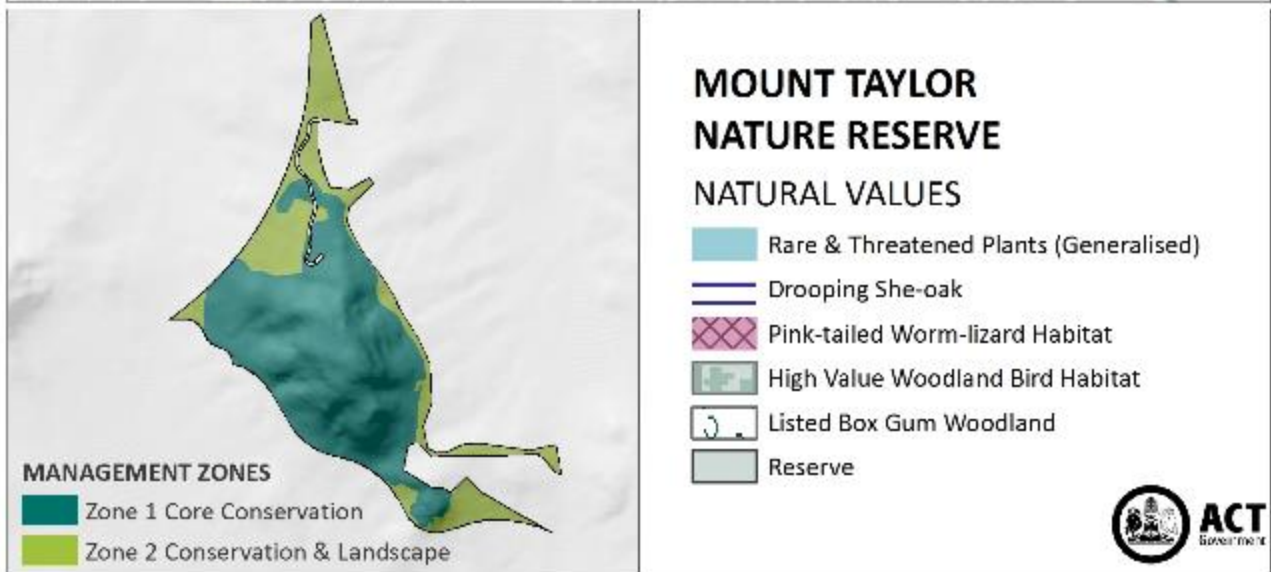 MANAGEMENT ZONES
Zone 1 Core Conservation
Zone 2 Conservation & Landscape
MOUNT TAYLOR
NATURE RESERVE
NATURAL VALUES
Rare & Threatened Plants (Generalised)
Drooping She-oak
Pink-tailed Worm-lizard Habitat
High Value Woodland Bird Habitat
Listed Box Gum Woodland
Reserve
ACT
Government